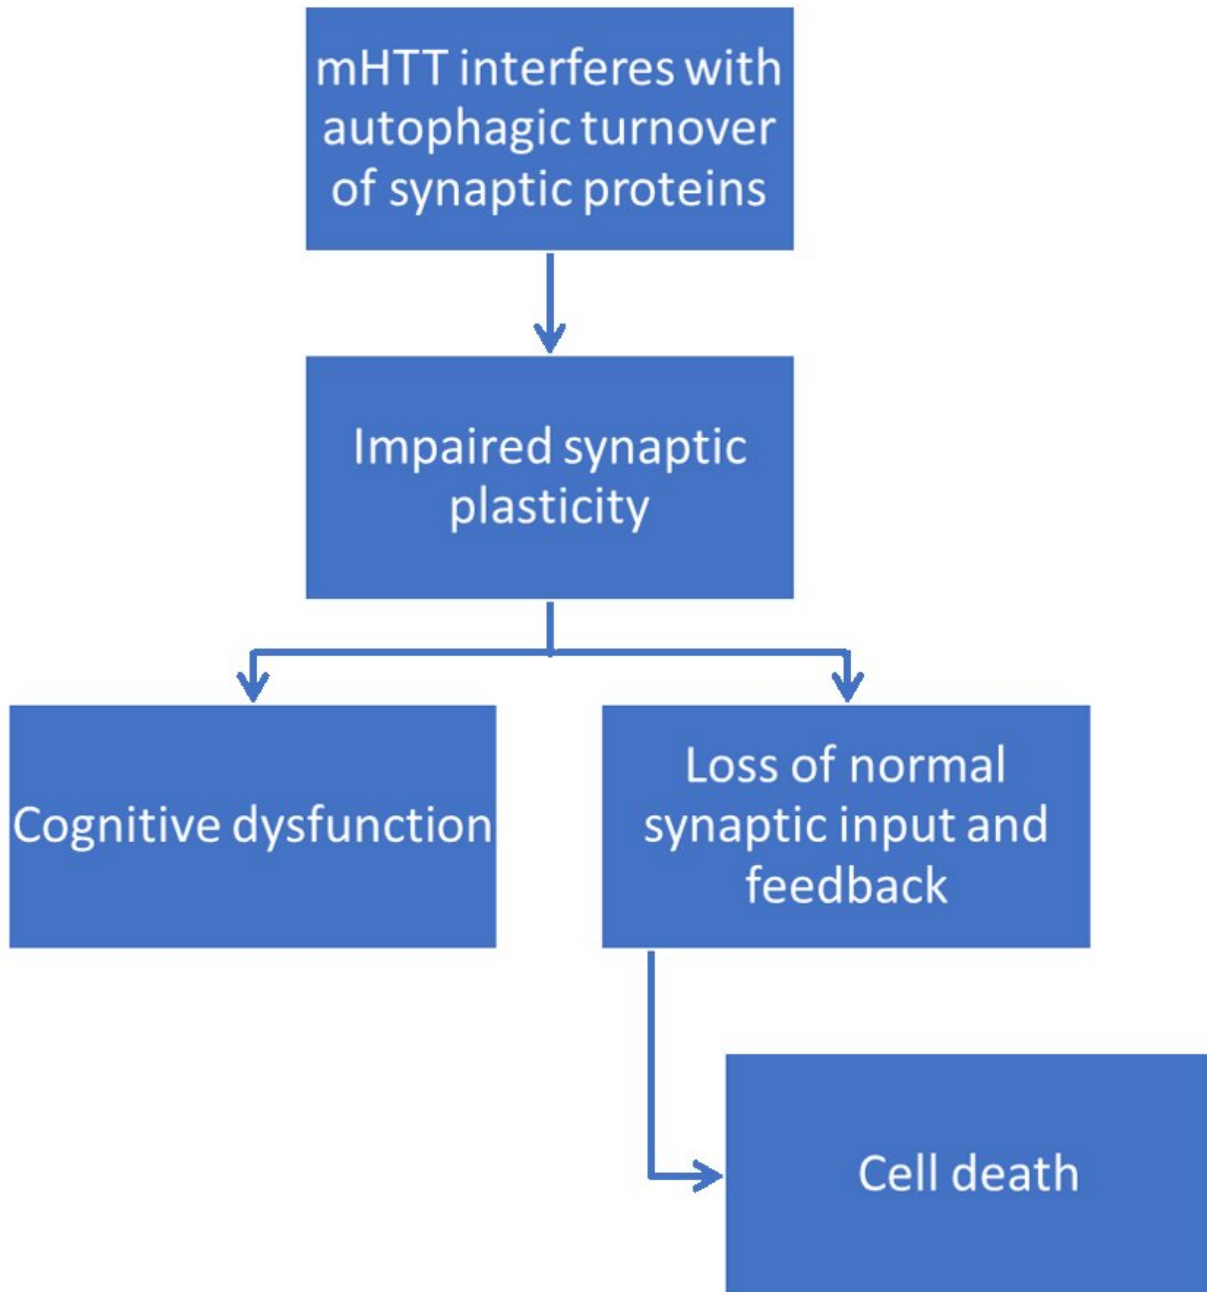 mHTT interferes with
autophagic turnover
of synaptic proteins
Impaired synaptic
plasticity
Cognitive dysfunction
Loss of normal
synaptic input and
feedback
Cell death